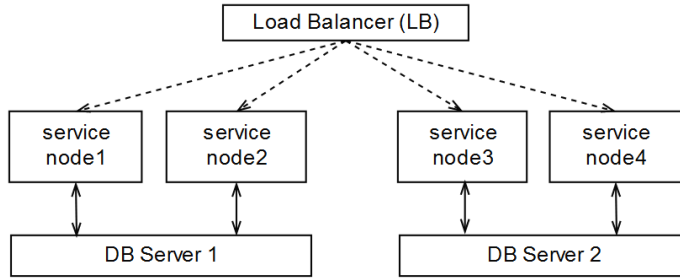 Load Balancer (LB)
service
node1
service
node2
service
node3
service
node4
DB Server 1
DB Server 2